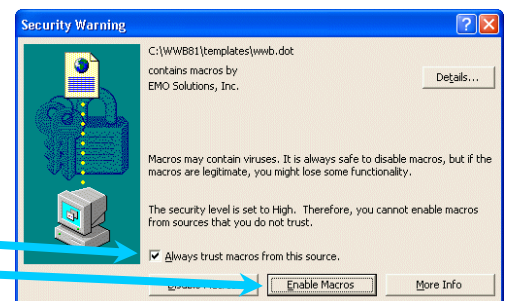 Security Warning
C:\WWB81\templates\wwb.dot
contains macros by
EMO Solutions, Inc.
Details...
Macros may contain viruses. It is always safe to disable macros, but if the
macros are legitimate, you might lose some functionality.
The security level is set to High. Therefore, you cannot enable macros
from sources that you do not trust.
Always trust macros from this source.
Enable Macros
More Info